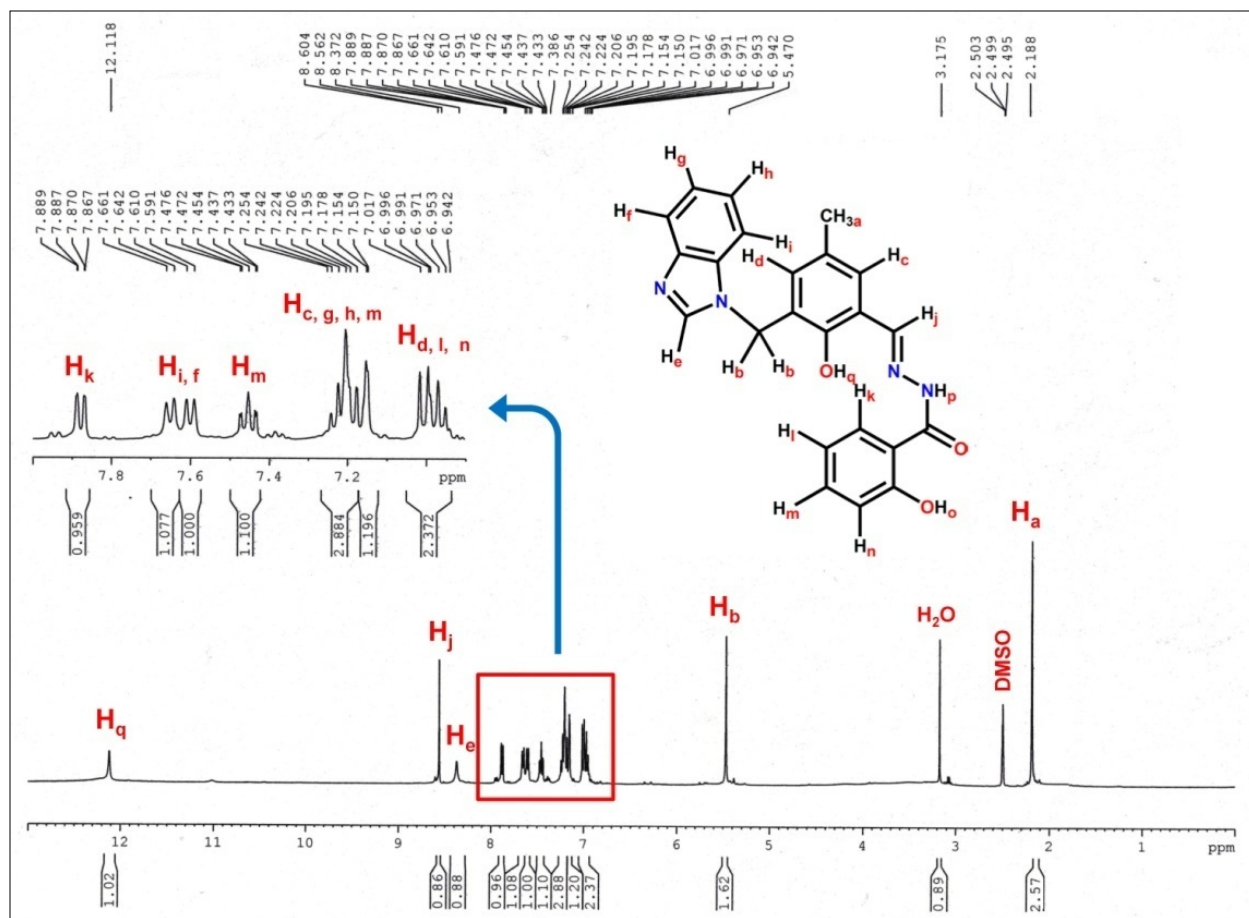 12.118
8.604
8.562
8.372
7.889
7.887
7.870
7.867
7.661
7.642
7.610
7.591
7.476
7.472
7.454
7.437
7.433
7.386
7.254
7.242
7.224
7.206
7.195
7.178
7.154
7.150
7.017
6.996
6.991
6.971
6.953
6.942
5.470
3.175
2.503
2.499
2.495
2.188
7.889
7.887
7.870
7.867
7.661
7.642
7.610
7.591
7.476
7.472
7.454
7.437
7.433
7.254
7.242
7.224
7.206
7.195
7.178
7.154
7.150
7.017
6.996
6.991
6.971
6.953
6.942
Hg
Hh
Hf
Hi
CH3a
Hd
Hc
N
N
He
Hb
Hb
OHq
Hj
N
NHp
Hk
Hl
O
Hm
OHo
Hn
Hk
Hi, f
Hm
Hc, g, h, m
Hd, l, n
7.8 7.6 7.4 7.2 ppm
0.959
1.077
1.000
1.100
2.884
1.196
2.372
Hq
Hj
He
Hb
H2O
DMSO
Ha
12 11 10 9 8 7 6 5 4 3 2 1 ppm
1.02
0.86
0.88
0.96
1.08
1.00
1.10
2.88
1.20
2.37
1.62
0.89
2.57